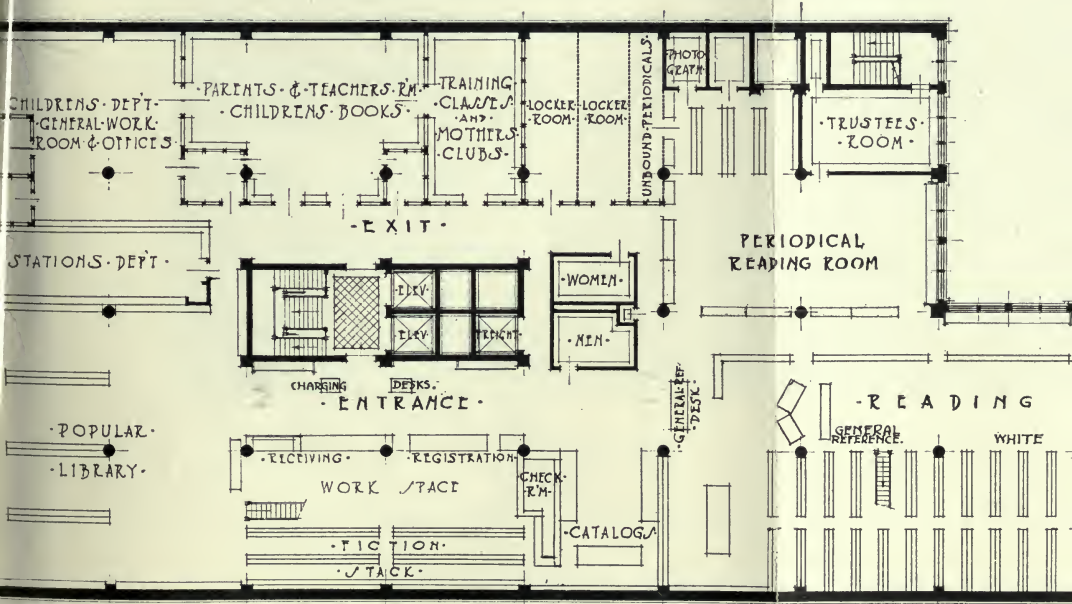 CHILDRENS · DEP'T ·
· GENERAL · WORK ·
ROOM & OFFICES ·
· PARENTS · & · TEACHERS · R'M ·
· CHILDRENS · BOOKS ·
TRAINING ·
CLASSES ·
· AND ·
· MOTHERS ·
CLUBS ·
· LOCKER ·
ROOM ·
· LOCKER ·
ROOM ·
UNBOUND · PERIODICALS ·
PHOTO
GRAPH ·
· TRUSTEES ·
· ROOM ·
· EXIT ·
STATIONS · DEP'T ·
PERIODICAL
READING ROOM
· ELEV ·
· ELEV ·
FREIGHT
· WOMEN ·
· MEN ·
CHARGING DESKS.
· ENTRANCE ·
· GENERAL · REF ·
DESK ·
· READING
GENERAL
REFERENCE.
WHITE
· POPULAR ·
· LIBRARY ·
· RECEIVING ·
· REGISTRATION ·
WORK SPACE
· CHECK ·
· R'M ·
· CATALOGS ·
· FICTION ·
· STACK ·